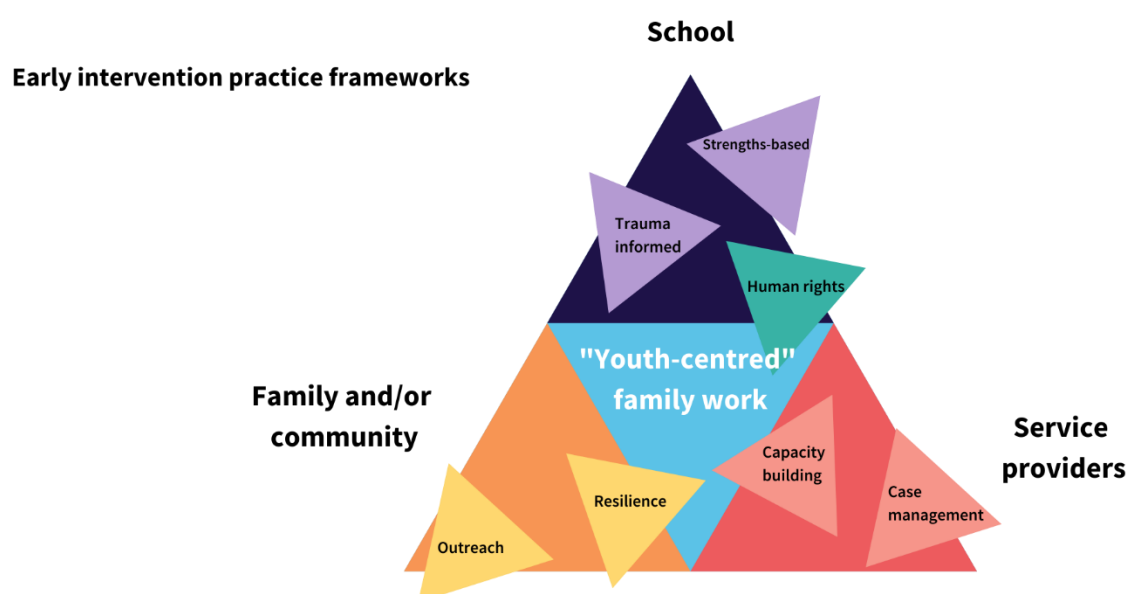 School
Early intervention practice frameworks
Strengths-based
Trauma
informed
Human rights
"Youth-centred"
family work
Family and/or
community
Service
providers
Capacity
building
Case
management
Resilience
Outreach